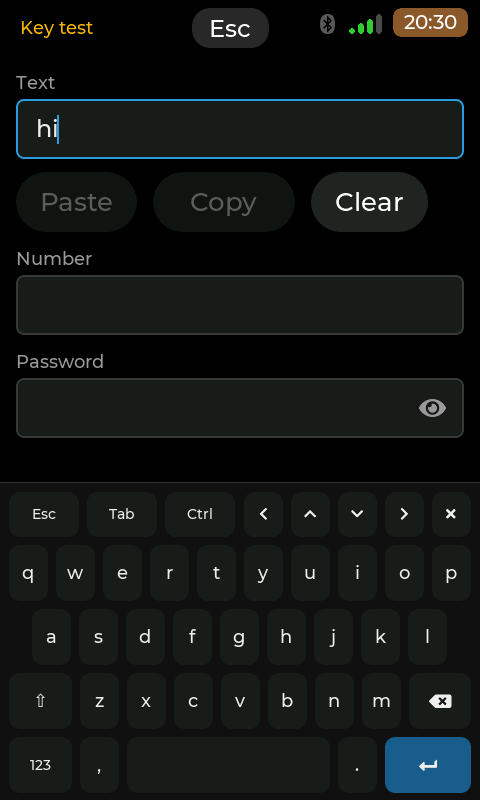 Key test Esc 20:30
Text
hi
Paste Copy Clear
Number
Password
Esc Tab Ctrl
q w e r t y u i o p
a s d f g h j k l
z x c v b n m
123 , .